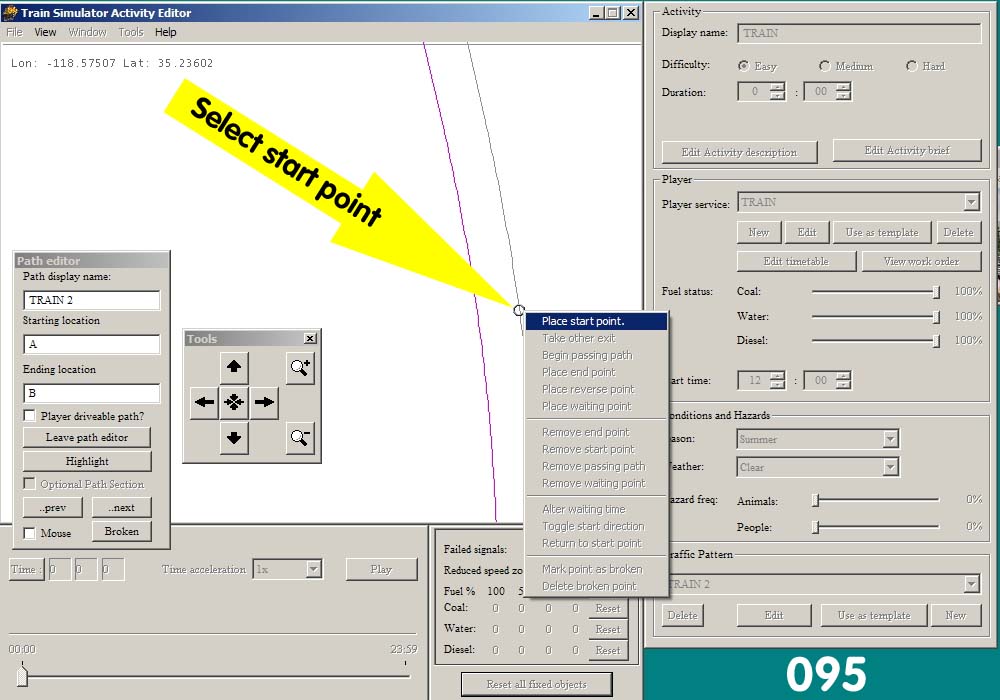 Train Simulator Activity Editor
File View Window Tools Help
Lon: -118.57507 Lat: 35.23602
Select start point
Path editor
Path display name:
TRAIN 2
Starting location
A
Ending location
B
Player driveable path?
Leave path editor
Highlight
Optional Path Section
..prev ..next
Mouse Broken
Tools
Place start point.
Take other exit
Begin passing path
Place end point
Place reverse point
Place waiting point
Remove end point
Remove start point
Remove passing path
Remove waiting point
Alter waiting time
Toggle start direction
Return to start point
Mark point as broken
Delete broken point
Time : 0 0 0 Time acceleration 1x Play
00:00 23:59
Failed signals:
Reduced speed zo
Fuel % 100 5
Coal: 0 0 0 0 Reset
Water: 0 0 0 0 Reset
Diesel: 0 0 0 0 Reset
Reset all fixed objects
Activity
Display name: TRAIN
Difficulty: Easy Medium Hard
Duration: 0 : 00
Edit Activity description Edit Activity brief
Player
Player service: TRAIN
New Edit Use as template Delete
Edit timetable View work order
Fuel status: Coal: 100%
Water: 100%
Diesel: 100%
art time: 12 : 00
onditions and Hazards
ason: Summer
eather: Clear
azard freq: Animals: 0%
People: 0%
raffic Pattern
TRAIN 2
Delete Edit Use as template New
095